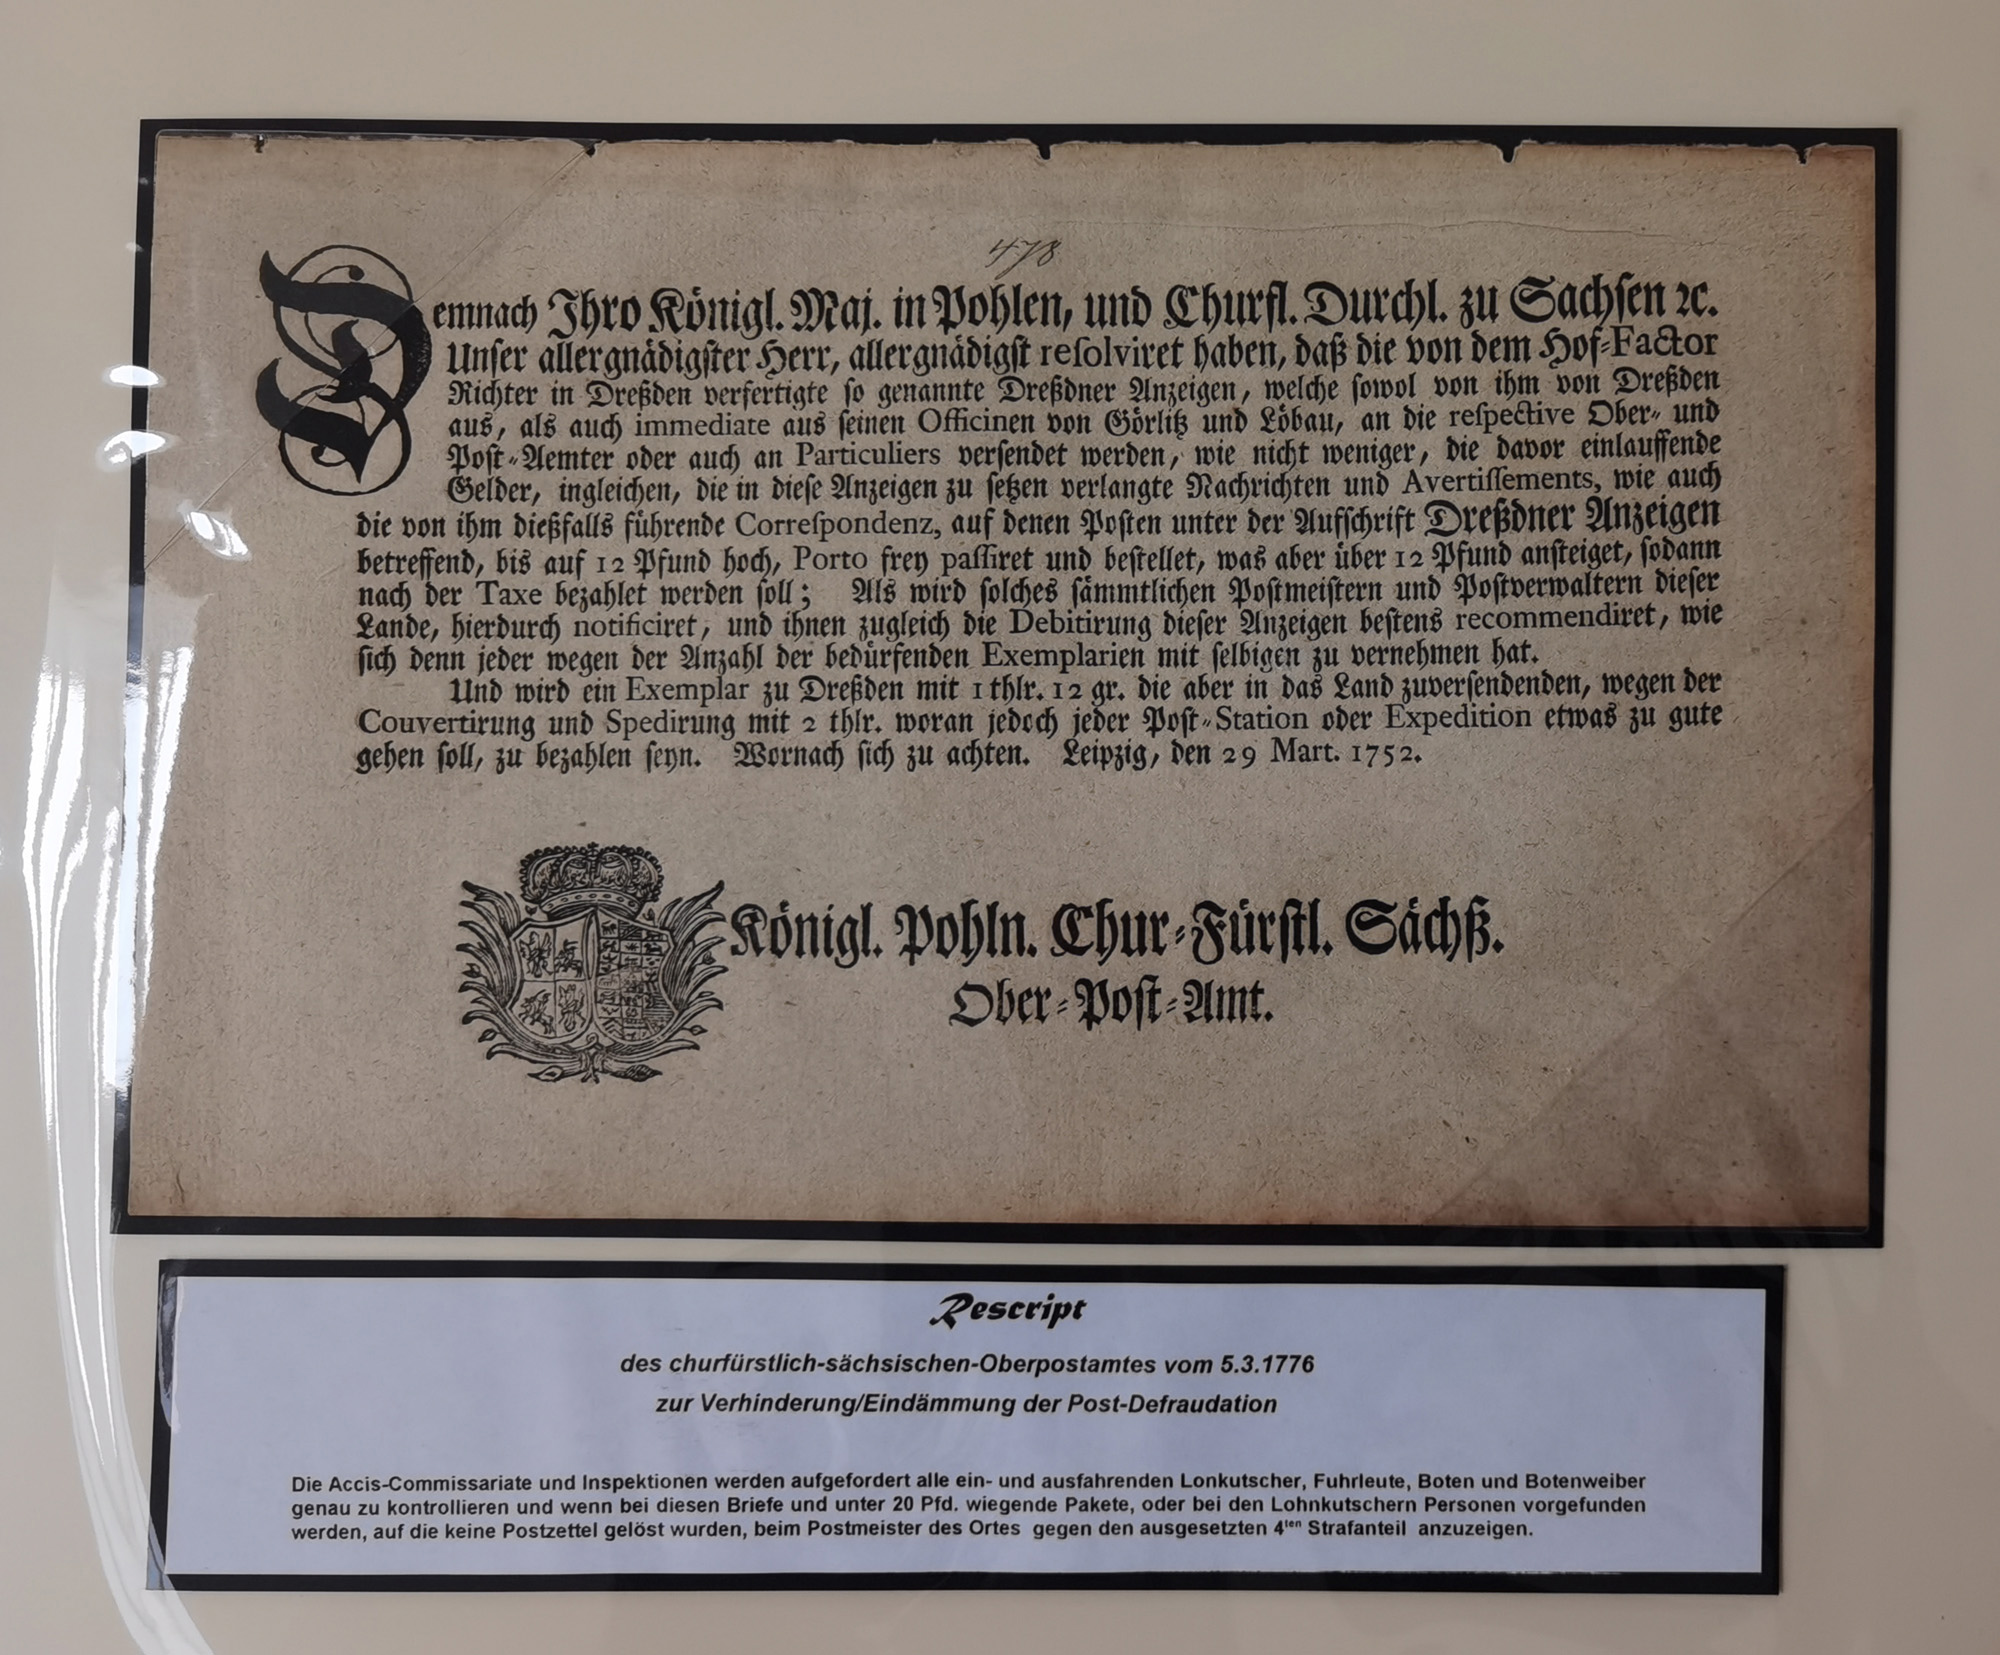 478
Demnach Ihro Königl. Maj. in Pohlen, und Churfl. Durchl. zu Sachsen ꝛc.
Unser allergnädigster Herr, allergnädigst resolviret haben, daß die von dem Hof-Factor
Richter in Dreßden verfertigte so genannte Dreßdner Anzeigen, welche sowol von ihm von Dreßden
aus, als auch immediate aus seinen Officinen von Görlitz und Löbau, an die respective Ober- und
Post-Aemter oder auch an Particuliers versendet werden, wie nicht weniger, die davor einlauffende
Gelder, ingleichen, die in diese Anzeigen zu setzen verlangte Nachrichten und Avertissements, wie auch
die von ihm dießfalls führende Correspondenz, auf denen Posten unter der Aufschrift Dreßdner Anzeigen
betreffend, bis auf 12 Pfund hoch, Porto frey passiret und bestellet, was aber über 12 Pfund ansteiget, sodann
nach der Taxe bezahlet werden soll; Als wird solches sämmtlichen Postmeistern und Postverwaltern dieser
Lande, hierdurch notificiret, und ihnen zugleich die Debitirung dieser Anzeigen bestens recommendiret, wie
sich denn jeder wegen der Anzahl der bedürfenden Exemplarien mit selbigen zu vernehmen hat.
Und wird ein Exemplar zu Dreßden mit 1 thlr. 12 gr. die aber in das Land zuversendenden, wegen der
Couvertirung und Spedirung mit 2 thlr. woran jedoch jeder Post-Station oder Expedition etwas zu gute
gehen soll, zu bezahlen seyn. Wornach sich zu achten. Leipzig, den 29 Mart. 1752.
Königl. Pohln. Chur-Fürstl. Sächß.
Ober-Post-Amt.
Rescript
des churfürstlich-sächsischen-Oberpostamtes vom 5.3.1776
zur Verhinderung/Eindämmung der Post-Defraudation
Die Accis-Commissariate und Inspektionen werden aufgefordert alle ein- und ausfahrenden Lonkutscher, Fuhrleute, Boten und Botenweiber
genau zu kontrollieren und wenn bei diesen Briefe und unter 20 Pfd. wiegende Pakete, oder bei den Lohnkutschern Personen vorgefunden
werden, auf die keine Postzettel gelöst wurden, beim Postmeister des Ortes gegen den ausgesetzten 4ten Strafanteil anzuzeigen.